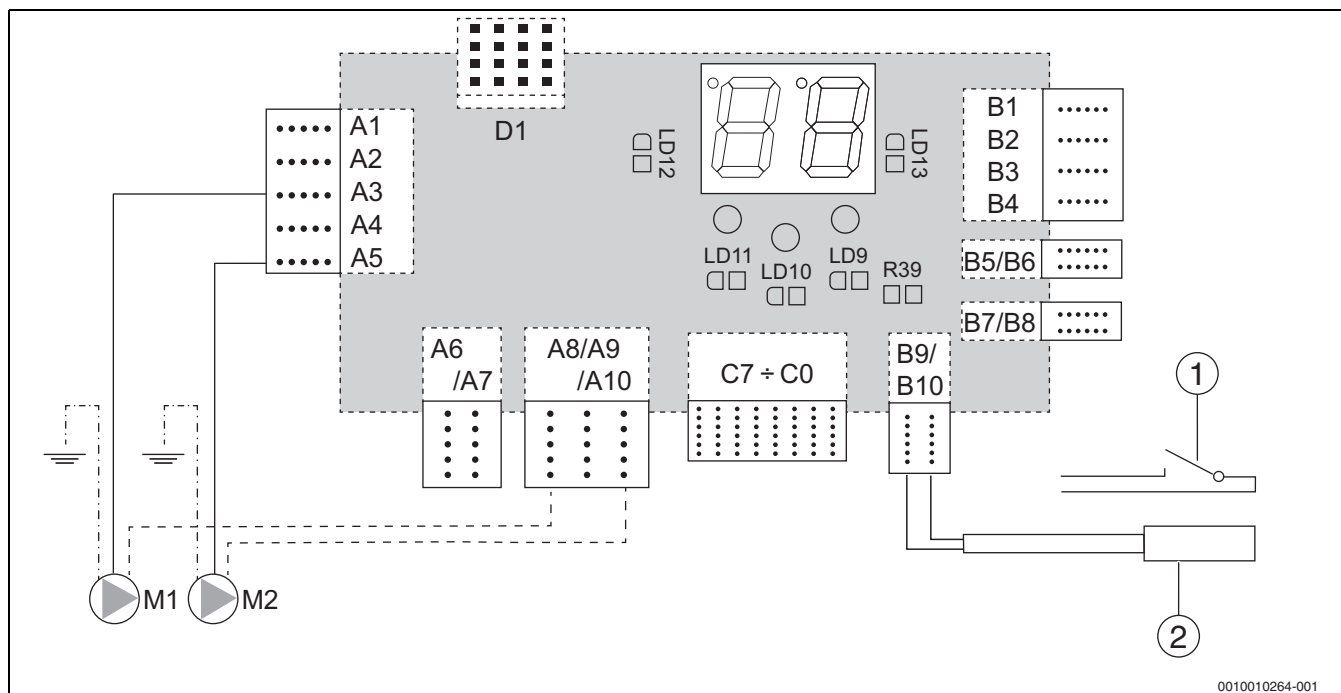 D1
LD12
LD13
A1
A2
A3
A4
A5
B1
B2
B3
B4
LD11
LD10
LD9
R39
B5/B6
B7/B8
A6
/A7
A8/A9
/A10
C7 ÷ C0
B9/
B10
1
M1
M2
2
0010010264-001